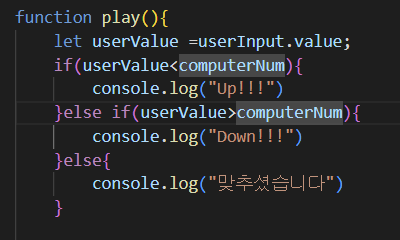 function play(){
let userValue =userInput.value;
if(userValue<computerNum){
console.log("Up!!!")
}else if(userValue>computerNum){
console.log("Down!!!")
}else{
console.log("맞추셨습니다")
}